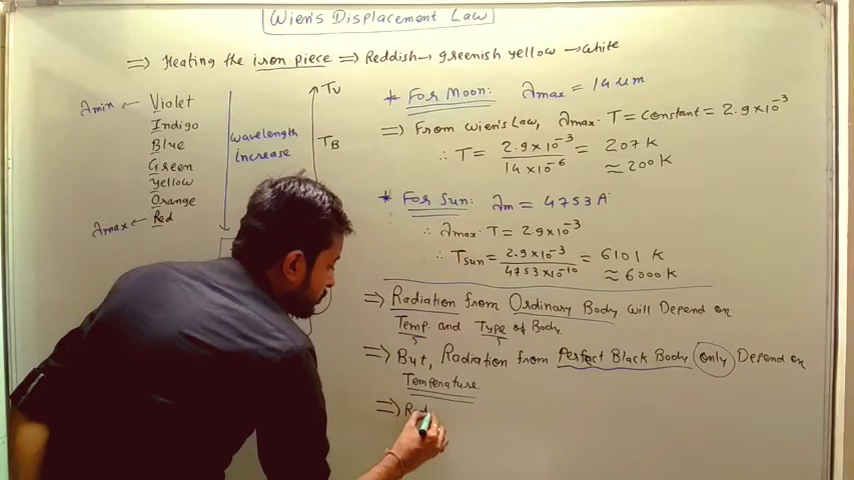 Wien's Displacement Law
⇒ Heating the iron piece ⇒ Reddish → greenish yellow → white
λmin ← Violet
Indigo
Blue
Green
Yellow
Orange
λmax ← Red
wavelength
increase
TV
TB
* For Moon: λmax = 14 μm
⇒ From Wien's Law, λmax. T = Constant = 2.9×10⁻³
∴ T = 2.9×10⁻³ / 14×10⁻⁶ = 207 K
≈ 200 K
* For Sun: λm = 4753 A°
∴ λmax. T = 2.9×10⁻³
∴ Tsun = 2.9×10⁻³ / 4753×10⁻¹⁰ = 6101 K
≈ 6000 K
⇒ Radiation from Ordinary Body will Depend on
Temp. and Type of Body.
⇒ But, Radiation from Perfect Black Body only Depend on
Temperature
⇒ Rad